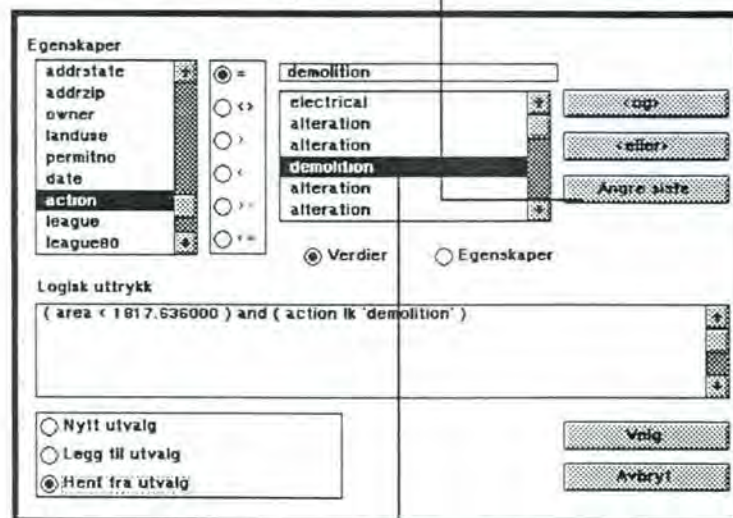 Egenskaper
addrstate
addrzip
owner
landuse
permitno
date
action
league
league80
=
<>
>
<
>=
<=
demolition
electrical
alteration
alteration
demolition
alteration
alteration
<og>
<eller>
Angre siste
Verdier
Egenskaper
Logisk uttrykk
( area < 1817.636000 ) and ( action lk 'demolition' )
Nytt utvalg
Legg til utvalg
Hent fra utvalg
Velg
Avbryt